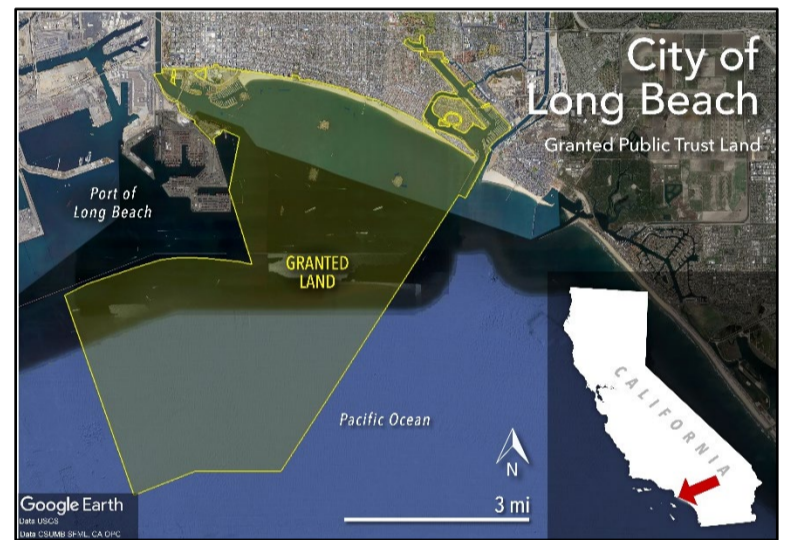 City of
Long Beach
Granted Public Trust Land
Port of
Long Beach
GRANTED
LAND
Pacific Ocean
N
3 mi
CALIFORNIA
Google Earth
Data USGS
Data CSUMB SFML, CA OPC